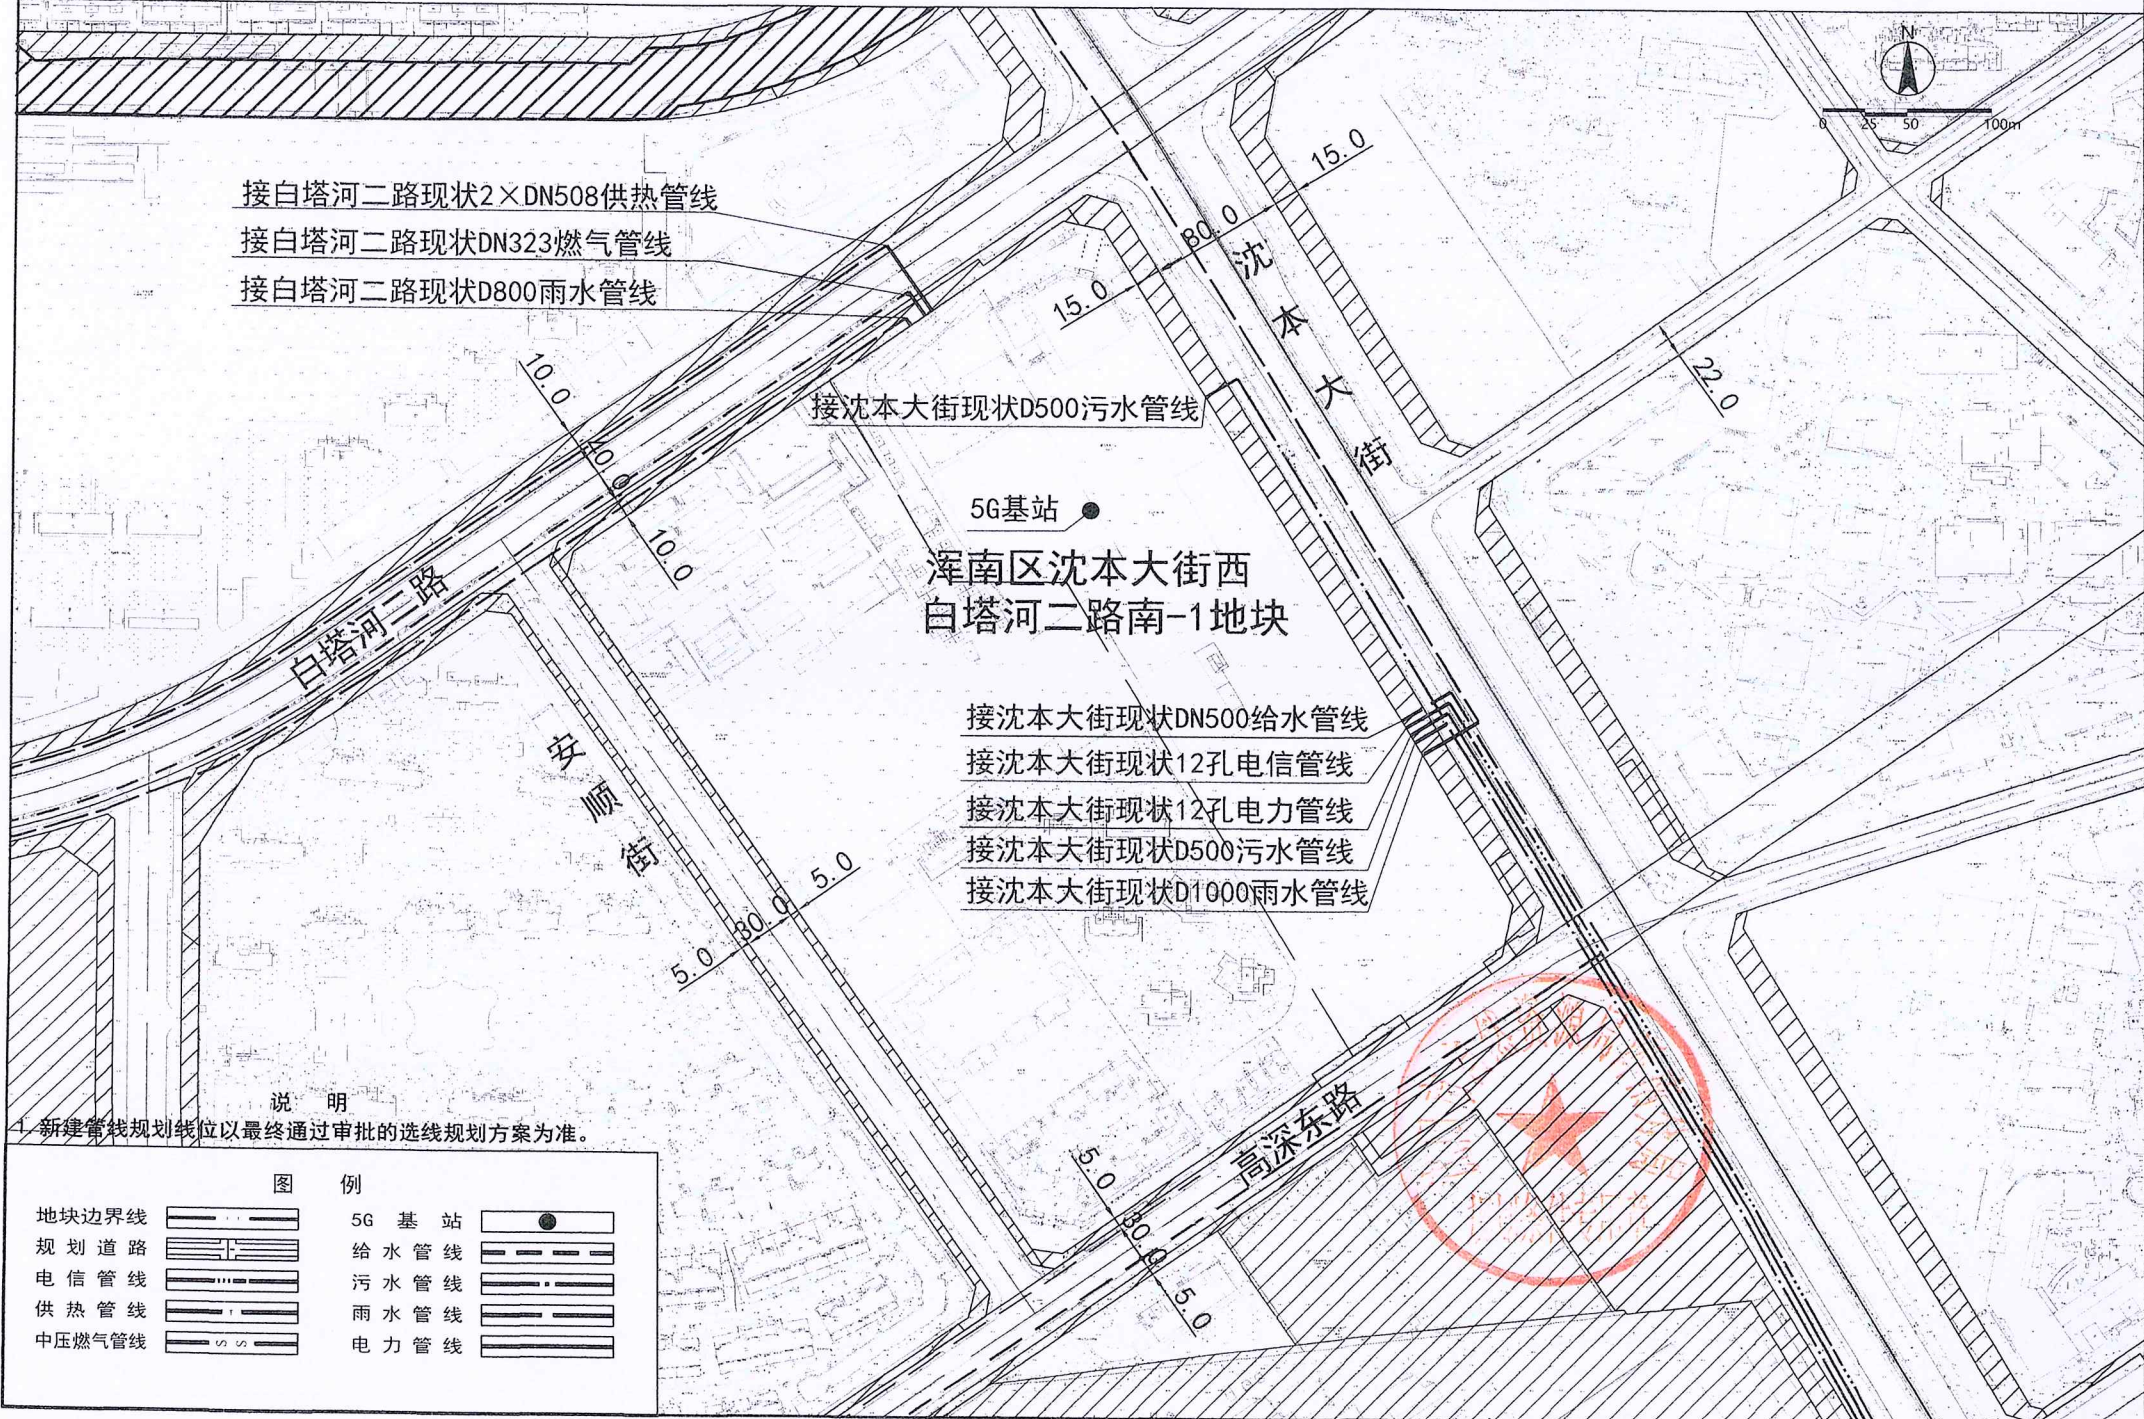 N
0 25 50 100m
接白塔河二路现状2×DN508供热管线
接白塔河二路现状DN323燃气管线
接白塔河二路现状D800雨水管线
15.0
80.0
15.0
沈本大街
22.0
10.0
40.0
10.0
接沈本大街现状D500污水管线
5G基站
浑南区沈本大街西
白塔河二路南-1地块
白塔河二路
接沈本大街现状DN500给水管线
接沈本大街现状12孔电信管线
接沈本大街现状12孔电力管线
接沈本大街现状D500污水管线
接沈本大街现状D1000雨水管线
安顺街
5.0
30.0
5.0
高深东路
5.0
30.0
5.0
说 明
1. 新建管线规划线位以最终通过审批的选线规划方案为准。
图 例
地块边界线
规划道路
电信管线
供热管线
中压燃气管线
5G基站
给水管线
污水管线
雨水管线
电力管线